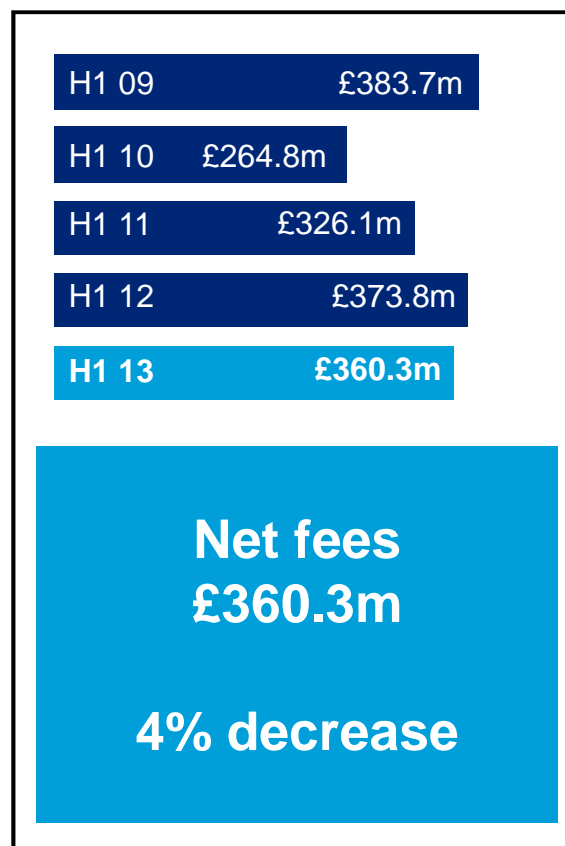 H1 09 £383.7m
H1 10 £264.8m
H1 11 £326.1m
H1 12 £373.8m
H1 13 £360.3m
Net fees
£360.3m
4% decrease